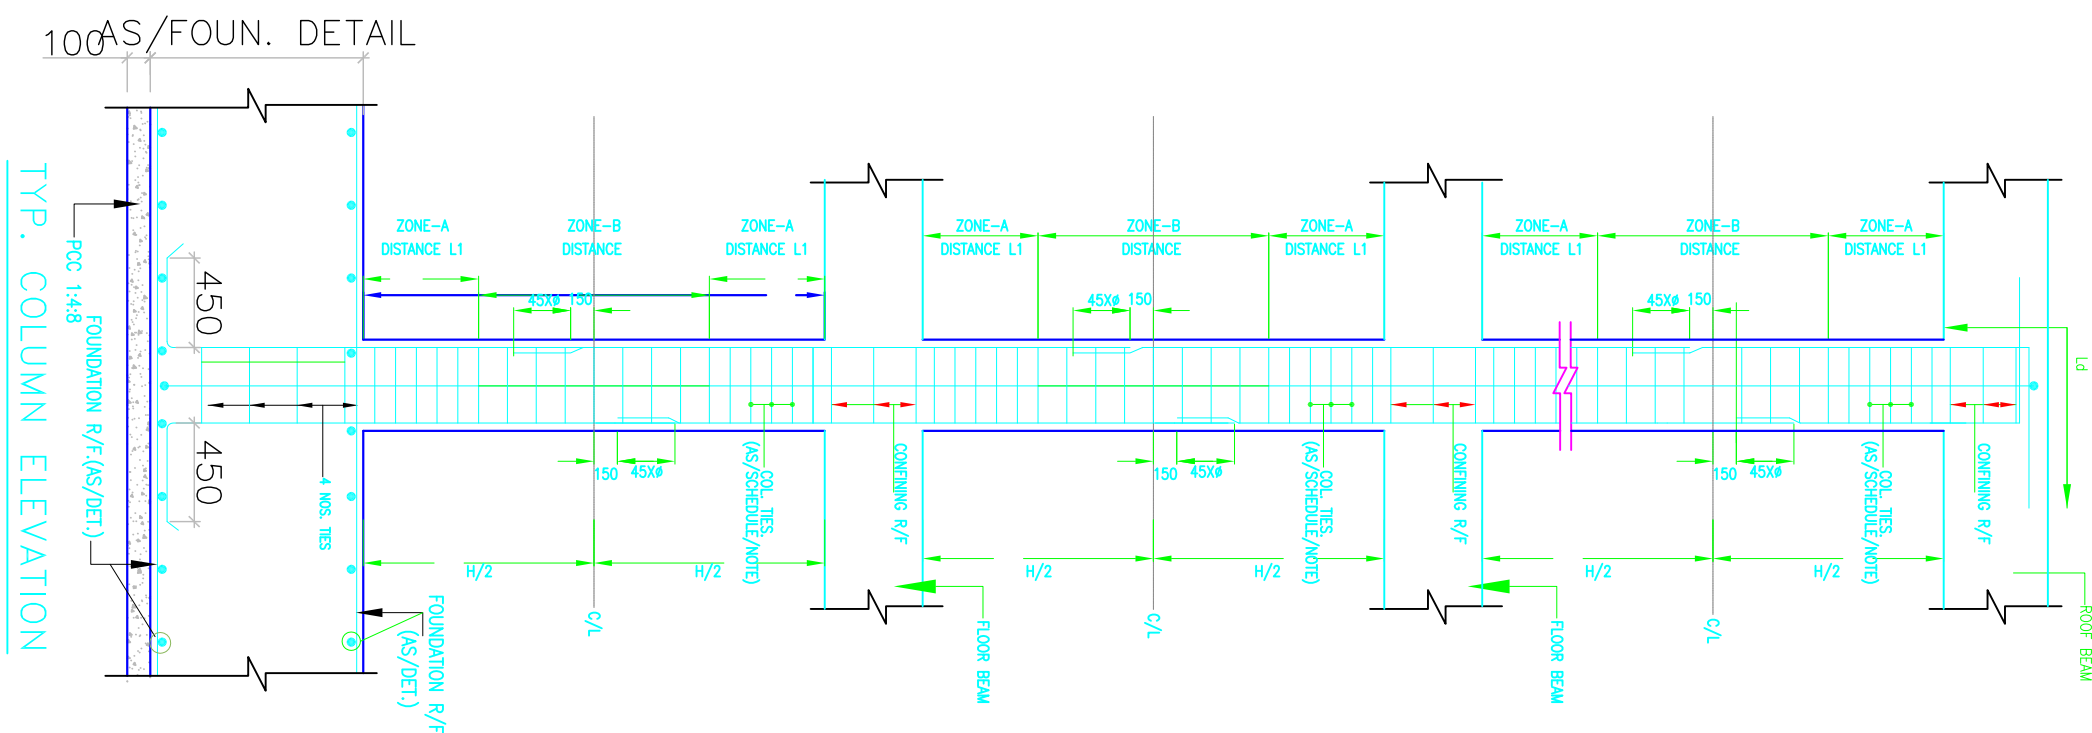 AS/FOUN. DETAIL
100
ZONE-A
DISTANCE L1
ZONE-B
DISTANCE
ZONE-A
DISTANCE L1
ZONE-A
DISTANCE L1
ZONE-B
DISTANCE
ZONE-A
DISTANCE L1
ZONE-A
DISTANCE L1
ZONE-B
DISTANCE
ZONE-A
DISTANCE L1
45XØ 150
45XØ 150
45XØ 150
450
450
PCC 1:4:8
FOUNDATION R/F.(AS/DET.)
TYP. COLUMN ELEVATION
4 NOS. TIES
150 45XØ
150 45XØ
150 45XØ
COL. TIES.
(AS/SCHEDULE/NOTE)
COL. TIES.
(AS/SCHEDULE/NOTE)
COL. TIES.
(AS/SCHEDULE/NOTE)
CONFINING R/F
CONFINING R/F
CONFINING R/F
H/2
H/2
H/2
H/2
H/2
H/2
C/L
C/L
C/L
FOUNDATION R/F
(AS/DET.)
FLOOR BEAM
FLOOR BEAM
ROOF BEAM
Ld